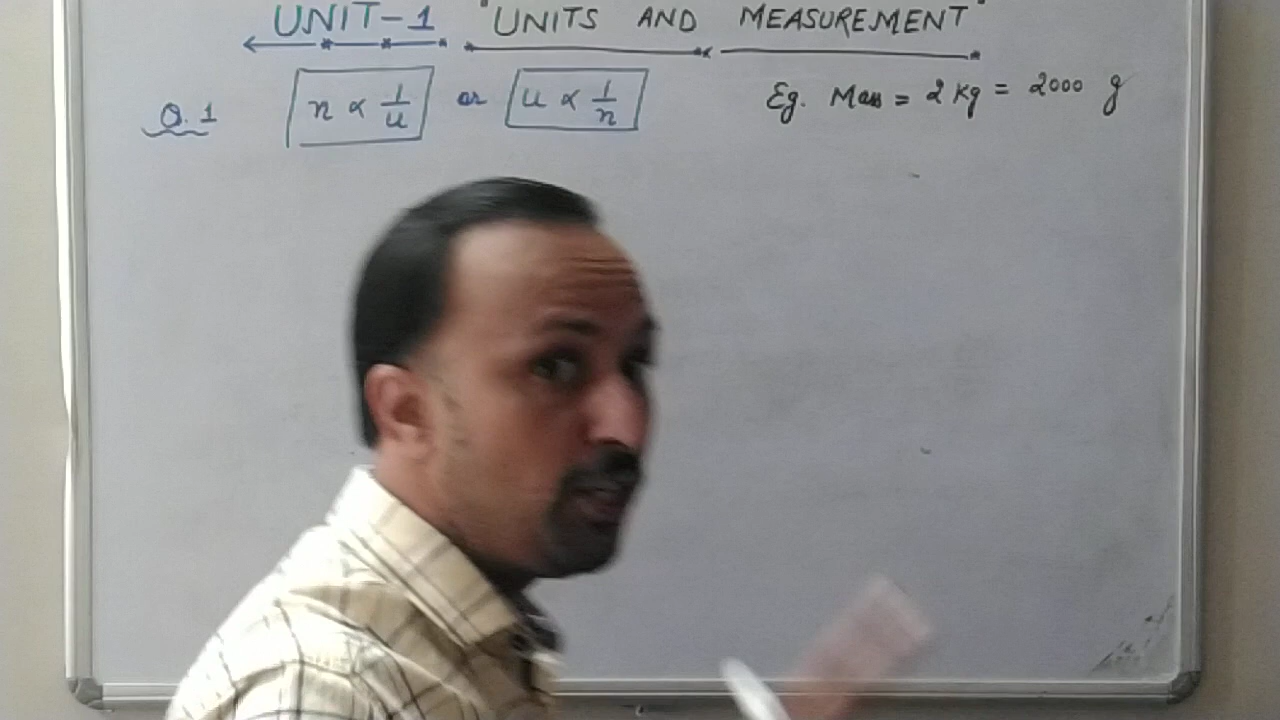 UNIT-1 "UNITS AND MEASUREMENT"
Q.1 n ∝ 1/u or u ∝ 1/n Eg. Mass = 2 Kg = 2000 g